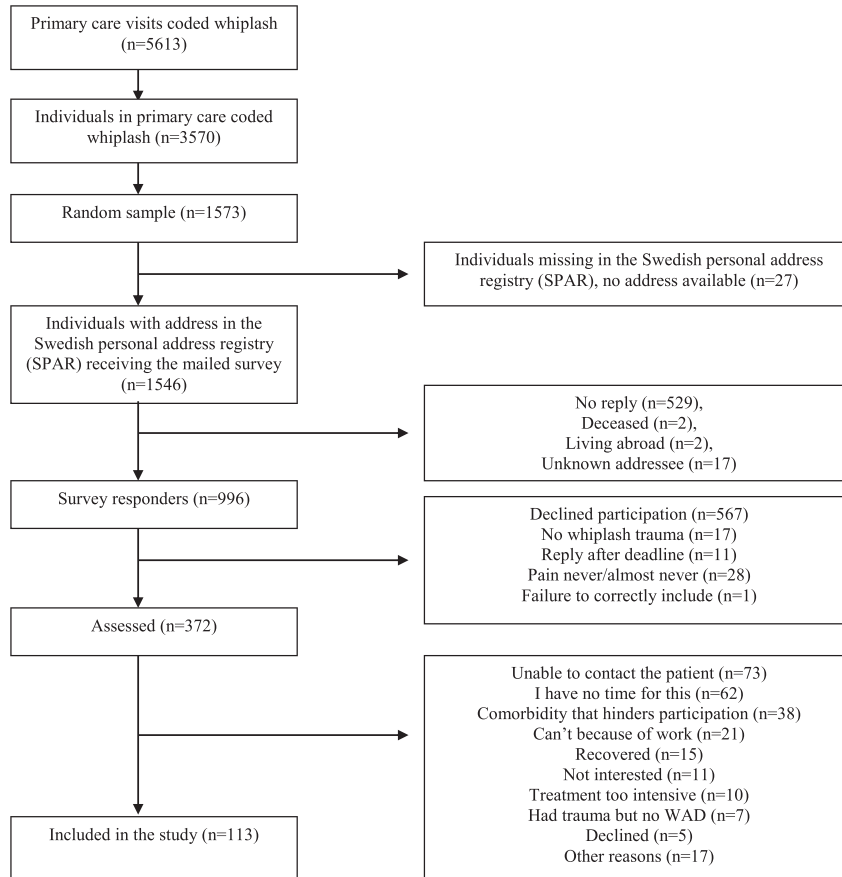 Primary care visits coded whiplash
(n=5613)
Individuals in primary care coded
whiplash (n=3570)
Random sample (n=1573)
Individuals missing in the Swedish personal address
registry (SPAR), no address available (n=27)
Individuals with address in the
Swedish personal address registry
(SPAR) receiving the mailed survey
(n=1546)
No reply (n=529),
Deceased (n=2),
Living abroad (n=2),
Unknown addressee (n=17)
Survey responders (n=996)
Declined participation (n=567)
No whiplash trauma (n=17)
Reply after deadline (n=11)
Pain never/almost never (n=28)
Failure to correctly include (n=1)
Assessed (n=372)
Unable to contact the patient (n=73)
I have no time for this (n=62)
Comorbidity that hinders participation (n=38)
Can’t because of work (n=21)
Recovered (n=15)
Not interested (n=11)
Treatment too intensive (n=10)
Had trauma but no WAD (n=7)
Declined (n=5)
Other reasons (n=17)
Included in the study (n=113)